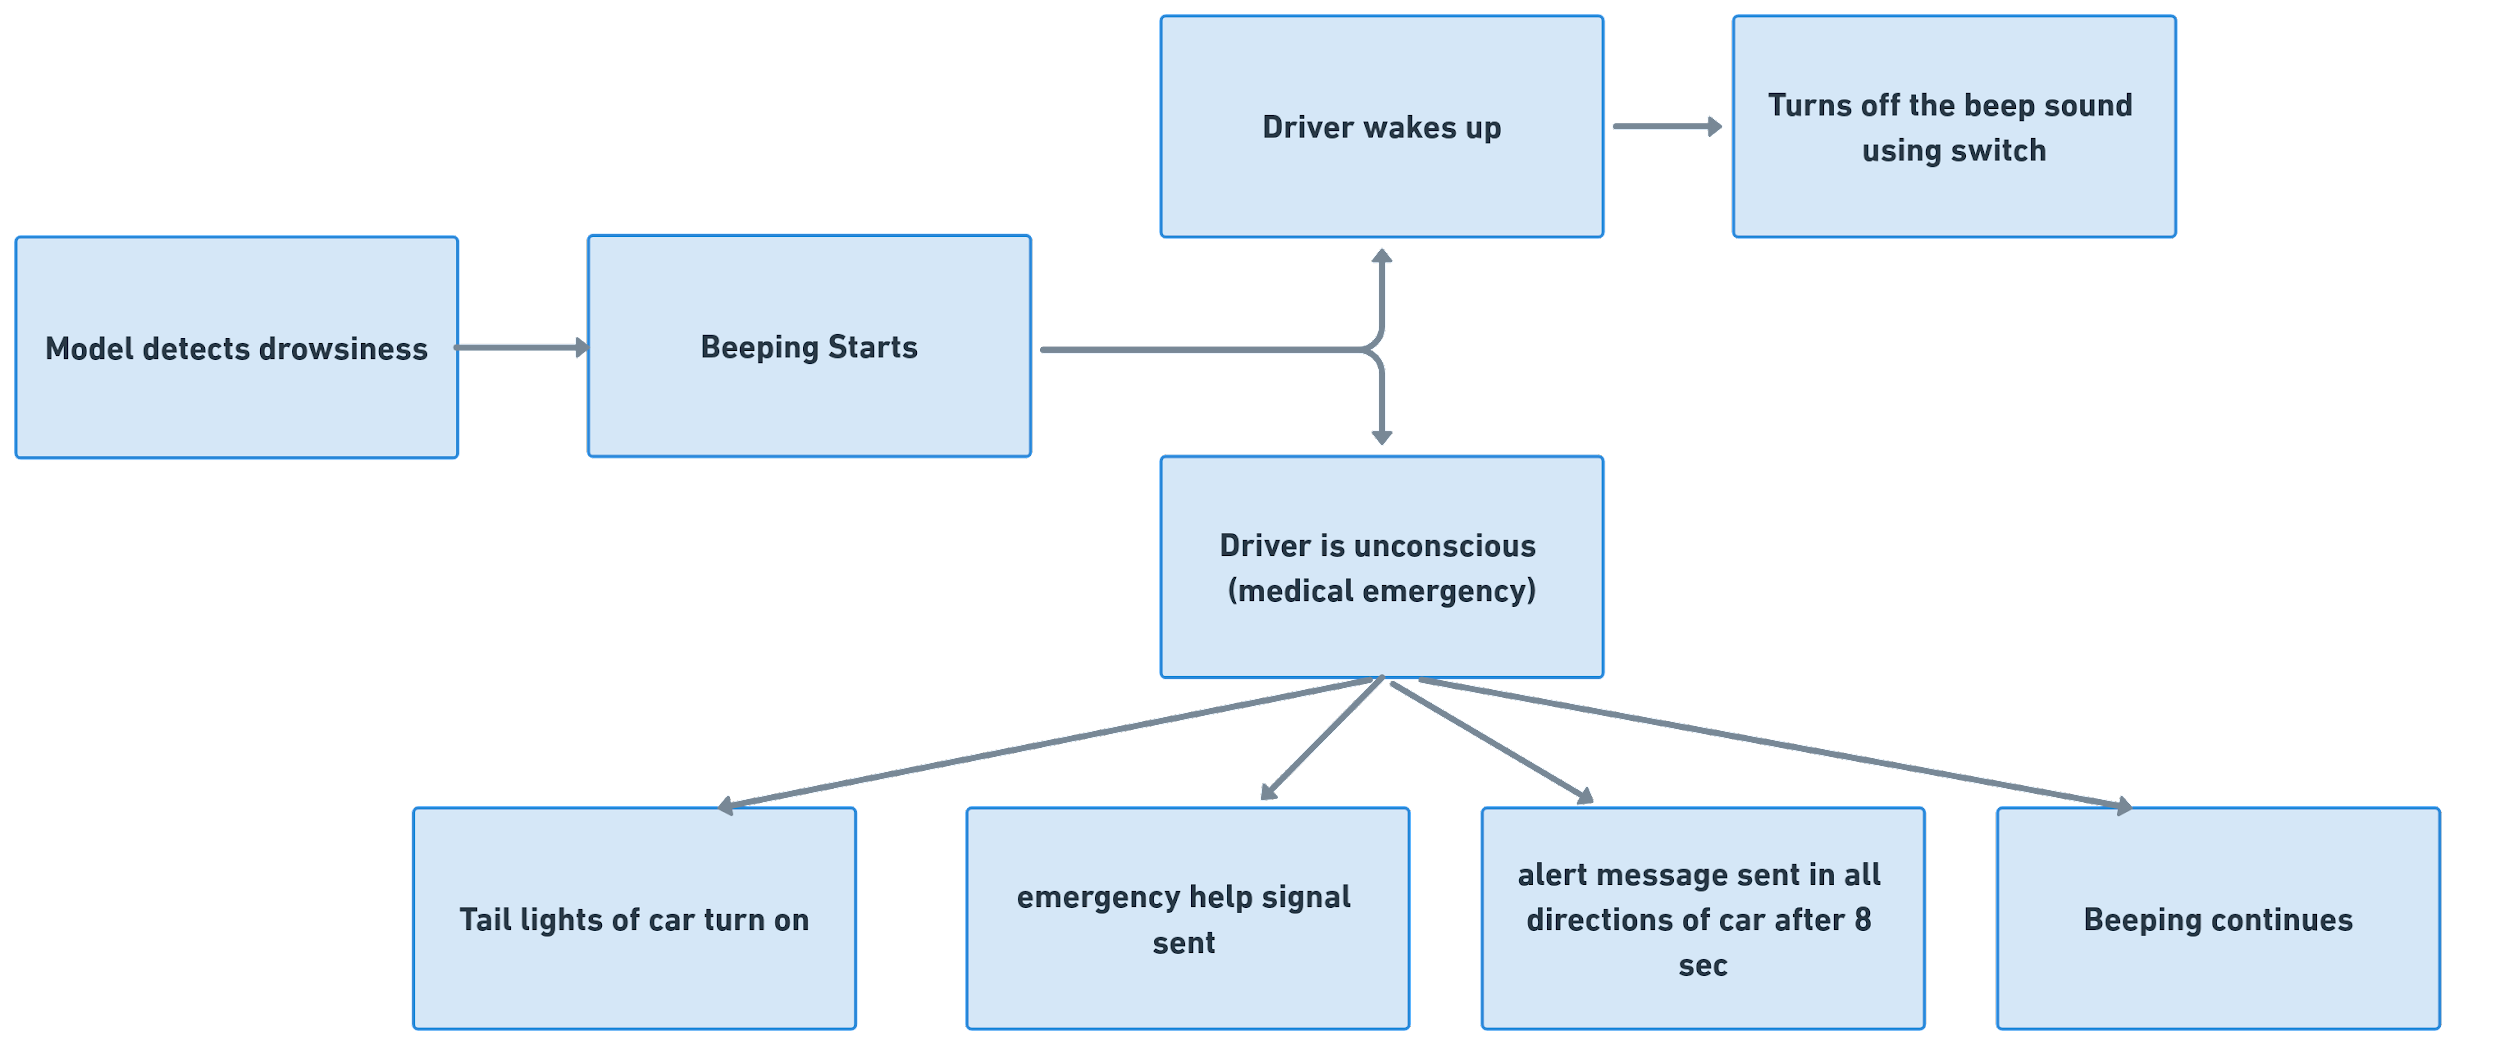 Model detects drowsiness
Beeping Starts
Driver wakes up
Turns off the beep sound
using switch
Driver is unconscious
(medical emergency)
Tail lights of car turn on
emergency help signal
sent
alert message sent in all
directions of car after 8
sec
Beeping continues